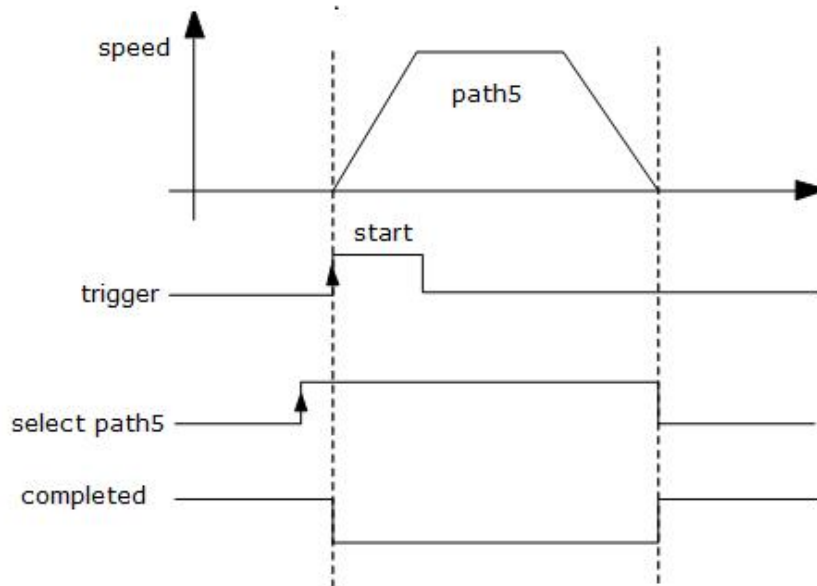 speed
path5
start
trigger
select path5
completed